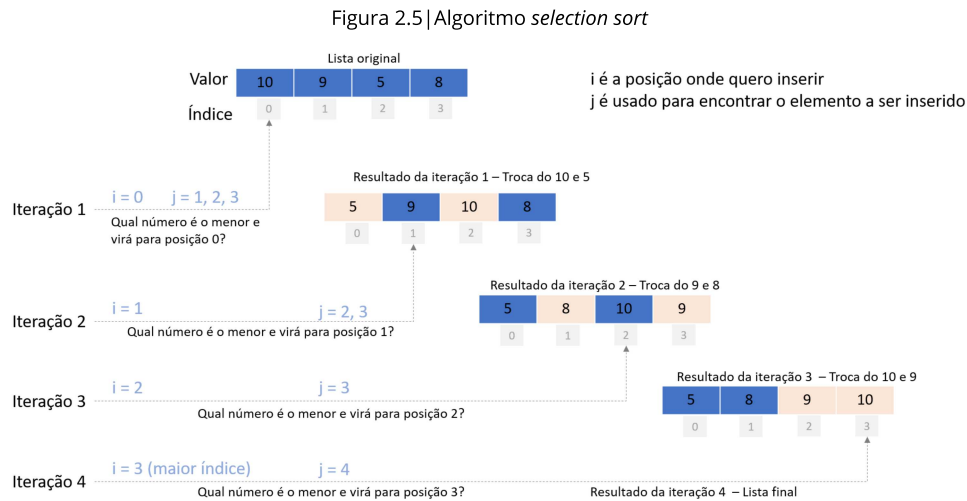 Figura 2.5|Algoritmo selection sort
Lista original
Valor 10 9 5 8
Índice 0 1 2 3
i é a posição onde quero inserir
j é usado para encontrar o elemento a ser inserido
Resultado da iteração 1 – Troca do 10 e 5
5 9 10 8
0 1 2 3
Iteração 1
i = 0 j = 1, 2, 3
Qual número é o menor e
virá para posição 0?
Resultado da iteração 2 – Troca do 9 e 8
5 8 10 9
0 1 2 3
Iteração 2
i = 1 j = 2, 3
Qual número é o menor e virá para posição 1?
Resultado da iteração 3 – Troca do 10 e 9
5 8 9 10
0 1 2 3
Iteração 3
i = 2 j = 3
Qual número é o menor e virá para posição 2?
Iteração 4
i = 3 (maior índice) j = 4
Qual número é o menor e virá para posição 3?
Resultado da iteração 4 – Lista final